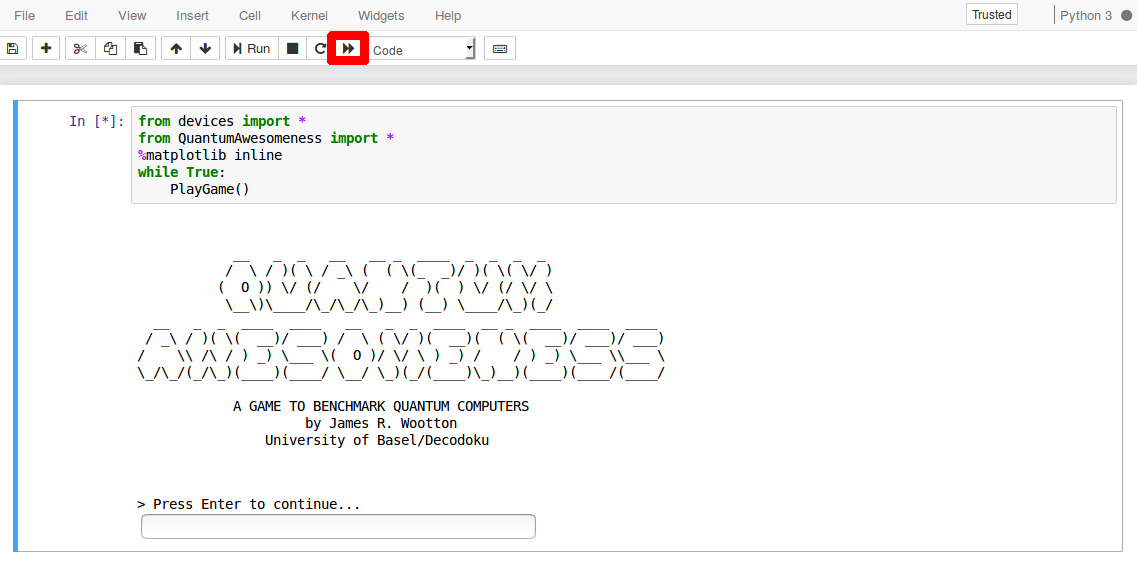 File Edit View Insert Cell Kernel Widgets Help Trusted Python 3
Run Code
In [*]: from devices import *
from QuantumAwesomeness import *
%matplotlib inline
while True:
PlayGame()
QUANTUM
AWESOMENESS
A GAME TO BENCHMARK QUANTUM COMPUTERS
by James R. Wootton
University of Basel/Decodoku
> Press Enter to continue...